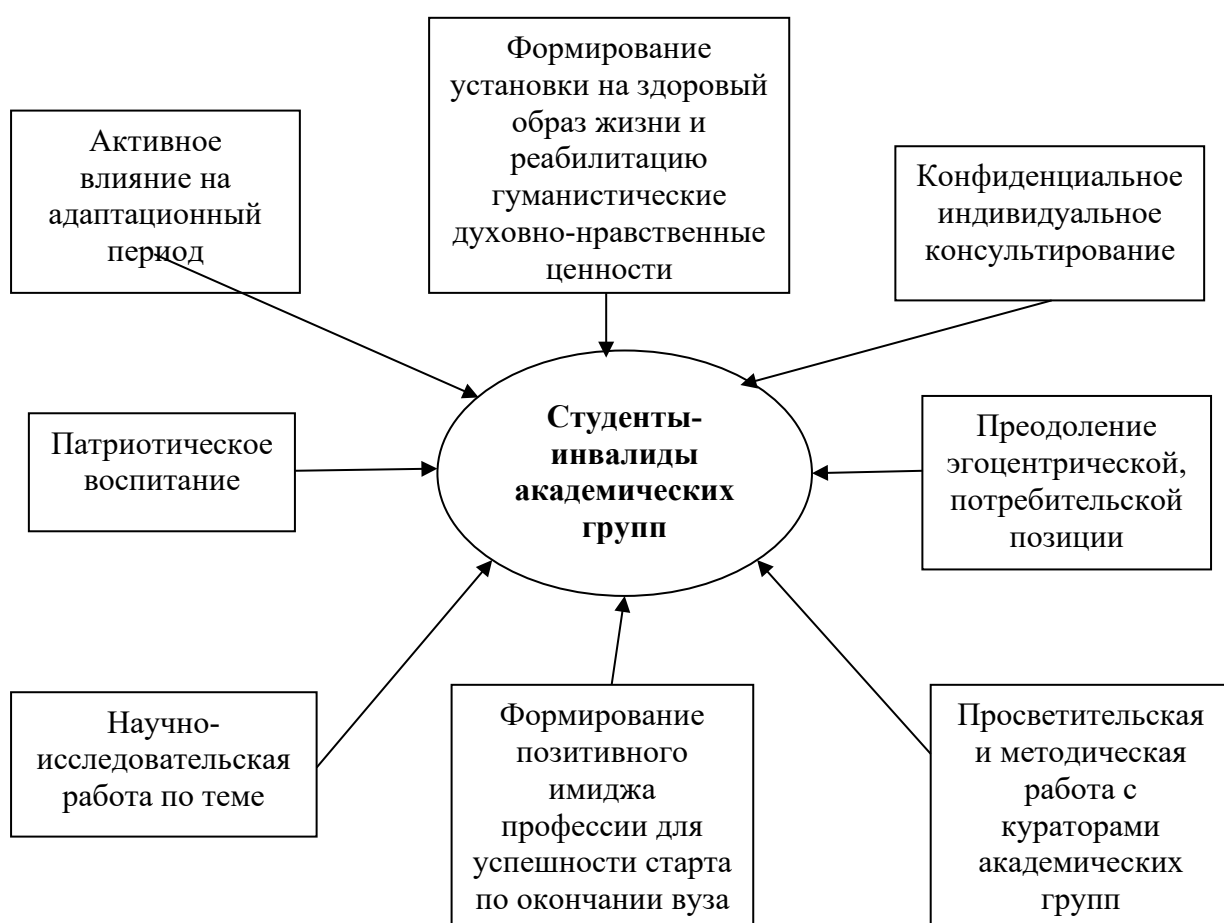 Формирование
установки на здоровый
образ жизни и
реабилитацию
гуманистические
духовно-нравственные
ценности
Активное
влияние на
адаптационный
период
Конфиденциальное
индивидуальное
консультирование
Патриотическое
воспитание
Студенты-
инвалиды
академических
групп
Преодоление
эгоцентрической,
потребительской
позиции
Научно-
исследовательская
работа по теме
Формирование
позитивного
имиджа
профессии для
успешности старта
по окончании вуза
Просветительская
и методическая
работа с
кураторами
академических
групп